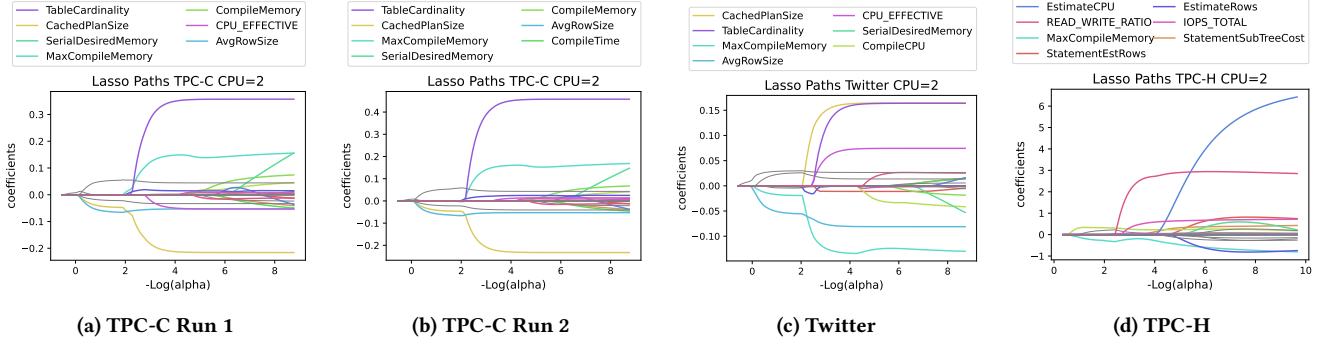 TableCardinality
CachedPlanSize
SerialDesiredMemory
MaxCompileMemory
CompileMemory
CPU_EFFECTIVE
AvgRowSize
Lasso Paths TPC-C CPU=2
coefficients
0.3
0.2
0.1
0.0
−0.1
−0.2
0 2 4 6 8
-Log(alpha)
(a) TPC-C Run 1
TableCardinality
CachedPlanSize
MaxCompileMemory
SerialDesiredMemory
CompileMemory
AvgRowSize
CompileTime
Lasso Paths TPC-C CPU=2
coefficients
0.4
0.3
0.2
0.1
0.0
−0.1
−0.2
0 2 4 6 8
-Log(alpha)
(b) TPC-C Run 2
CachedPlanSize
TableCardinality
MaxCompileMemory
AvgRowSize
CPU_EFFECTIVE
SerialDesiredMemory
CompileCPU
Lasso Paths Twitter CPU=2
coefficients
0.15
0.10
0.05
0.00
−0.05
−0.10
0 2 4 6 8
-Log(alpha)
(c) Twitter
EstimateCPU
READ_WRITE_RATIO
MaxCompileMemory
StatementEstRows
EstimateRows
IOPS_TOTAL
StatementSubTreeCost
Lasso Paths TPC-H CPU=2
coefficients
6
5
4
3
2
1
0
−1
0 2 4 6 8 10
-Log(alpha)
(d) TPC-H